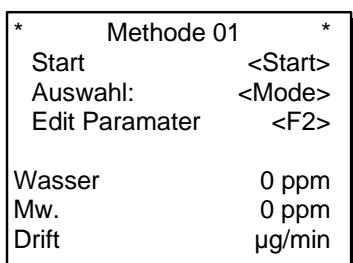 * Methode 01 *
Start <Start>
Auswahl: <Mode>
Edit Paramater <F2>
Wasser 0 ppm
Mw. 0 ppm
Drift µg/min